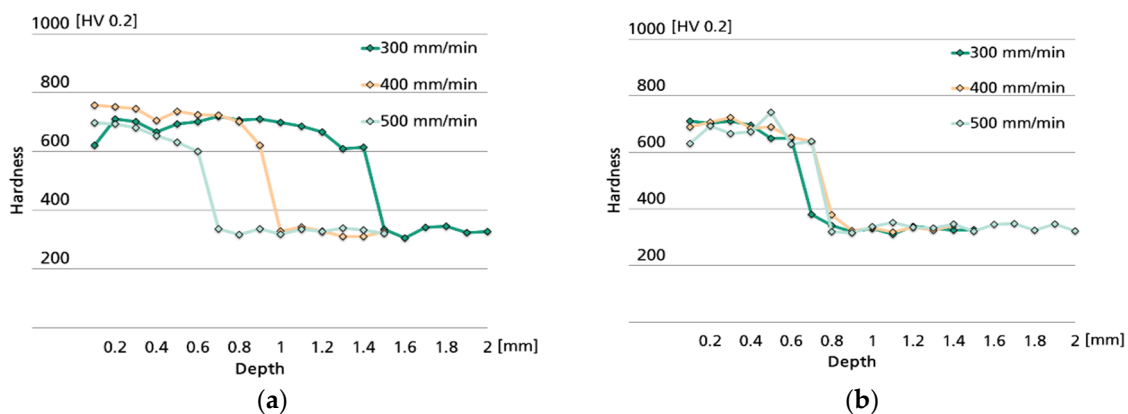 1000 [HV 0.2]
300 mm/min
800
400 mm/min
500 mm/min
600
400
200
Hardness
0.2 0.4 0.6 0.8 1 1.2 1.4 1.6 1.8 2 [mm]
Depth
(a)
1000 [HV 0.2]
300 mm/min
800
400 mm/min
500 mm/min
600
400
200
Hardness
0.2 0.4 0.6 0.8 1 1.2 1.4 1.6 1.8 2 [mm]
Depth
(b)